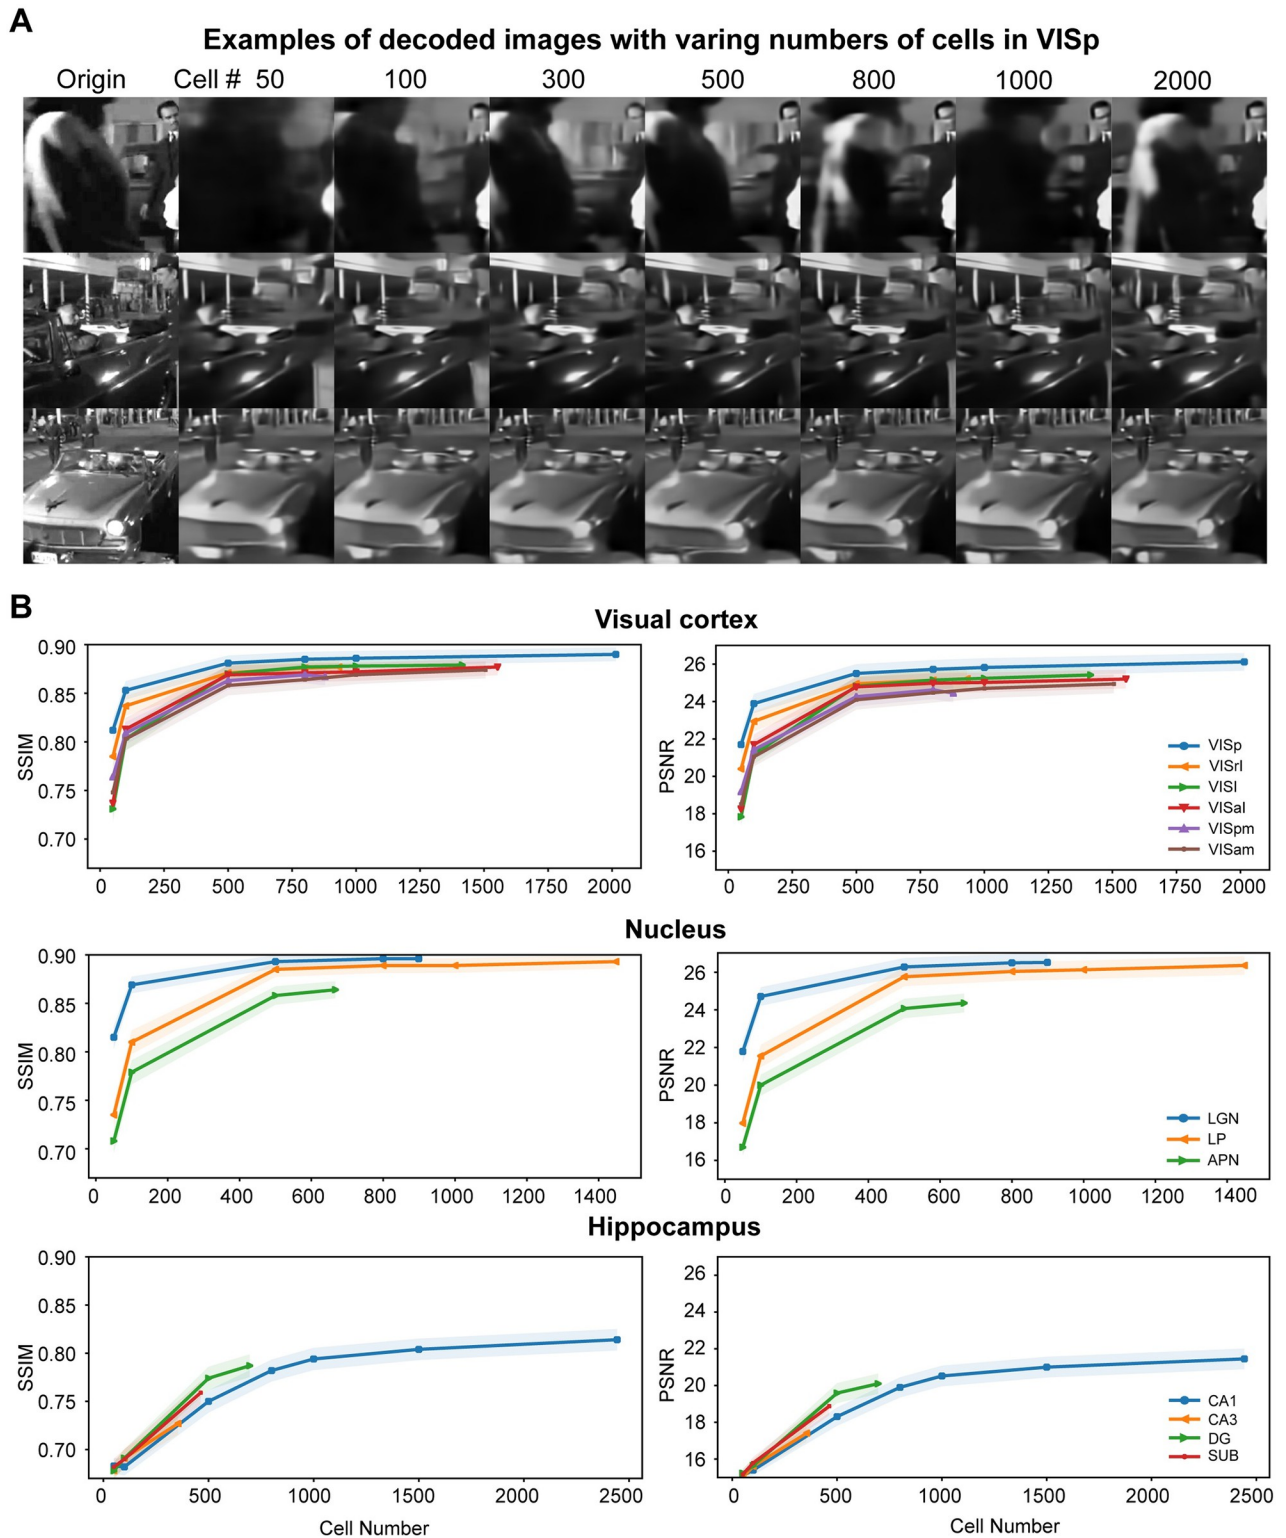 A
Examples of decoded images with varing numbers of cells in VISp
Origin Cell # 50 100 300 500 800 1000 2000
B
Visual cortex
0.90
0.85
0.80
0.75
0.70
SSIM
0 250 500 750 1000 1250 1500 1750 2000
26
24
22
20
18
16
PSNR
VISp
VISrl
VISl
VISal
VISpm
VISam
0 250 500 750 1000 1250 1500 1750 2000
Nucleus
0.90
0.85
0.80
0.75
0.70
SSIM
0 200 400 600 800 1000 1200 1400
26
24
22
20
18
16
PSNR
LGN
LP
APN
0 200 400 600 800 1000 1200 1400
Hippocampus
0.90
0.85
0.80
0.75
0.70
SSIM
0 500 1000 1500 2000 2500
Cell Number
26
24
22
20
18
16
PSNR
CA1
CA3
DG
SUB
0 500 1000 1500 2000 2500
Cell Number